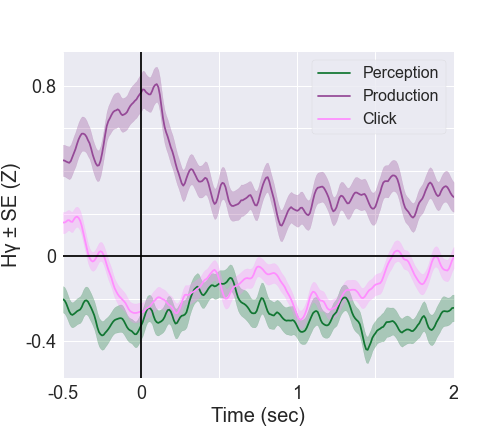 Perception
Production
Click
Hγ ± SE (Z)
0.8
0
-0.4
-0.5 0 1 2
Time (sec)